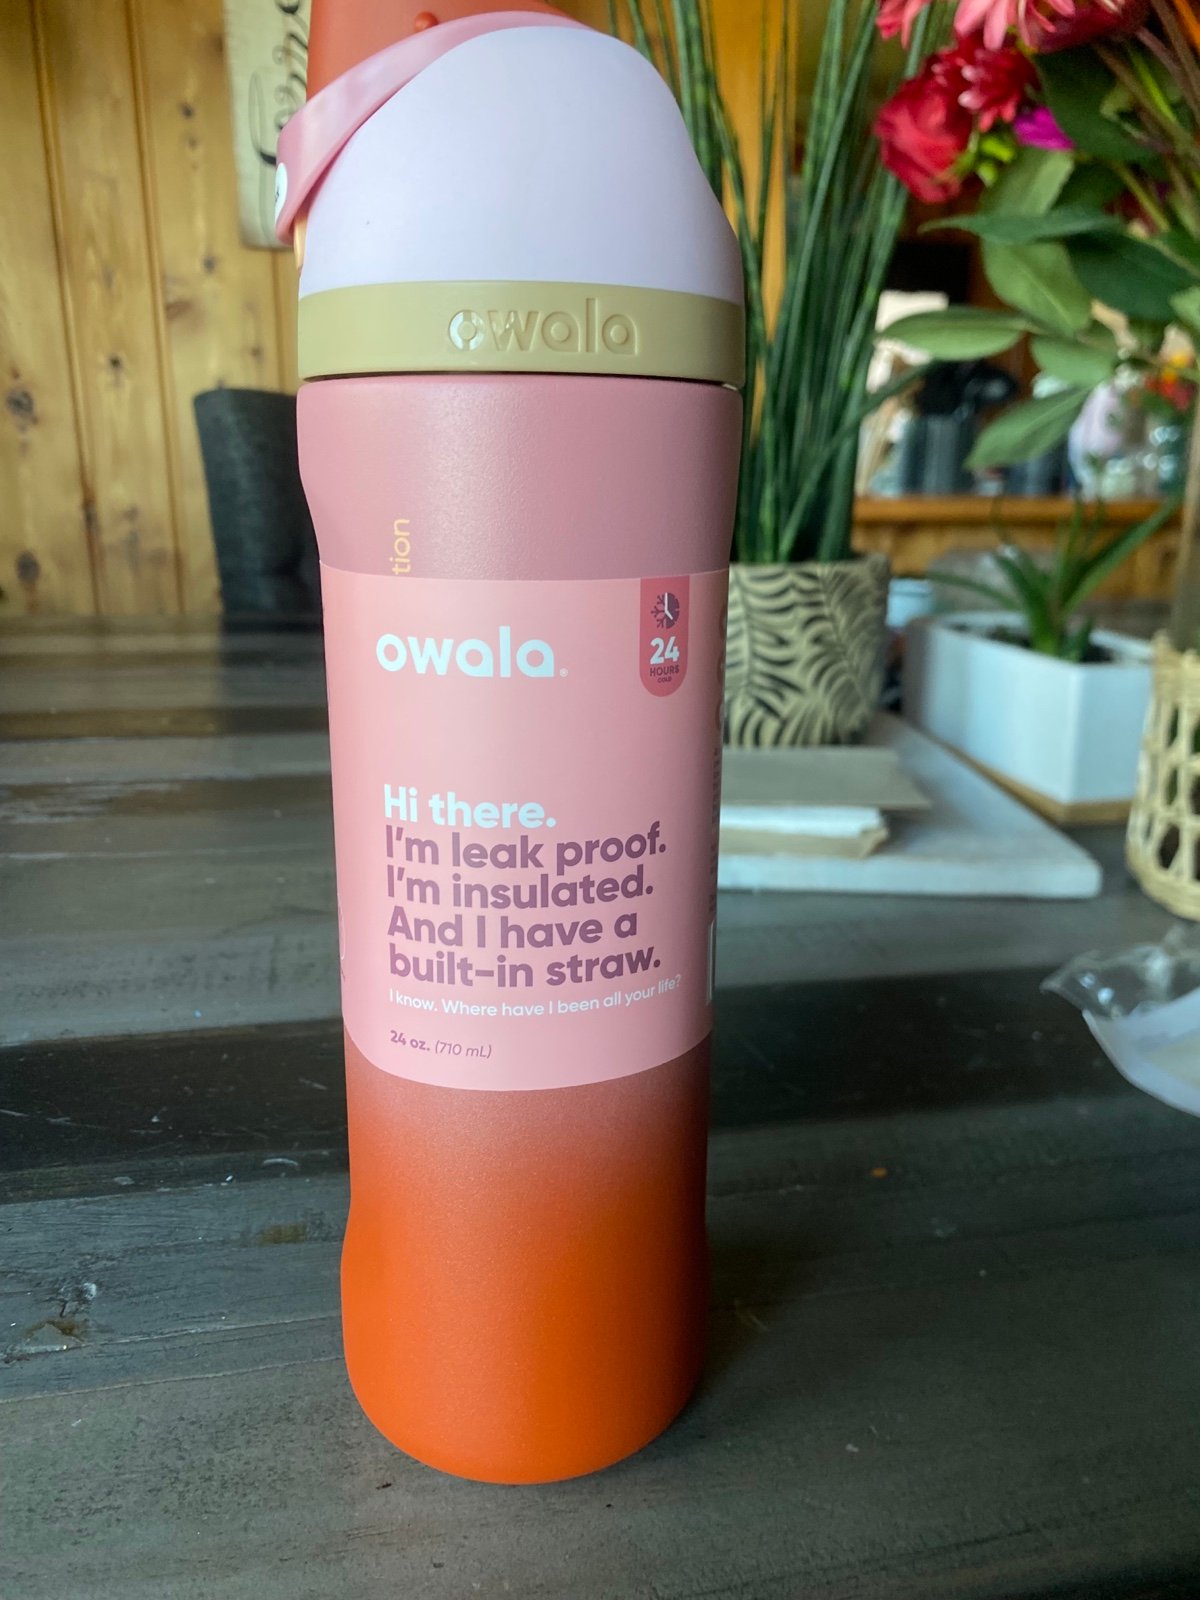 owala
tion
owala®
24
HOURS
COLD
Hi there.
I'm leak proof.
I'm insulated.
And I have a
built-in straw.
I know. Where have I been all your life?
24 oz. (710 mL)